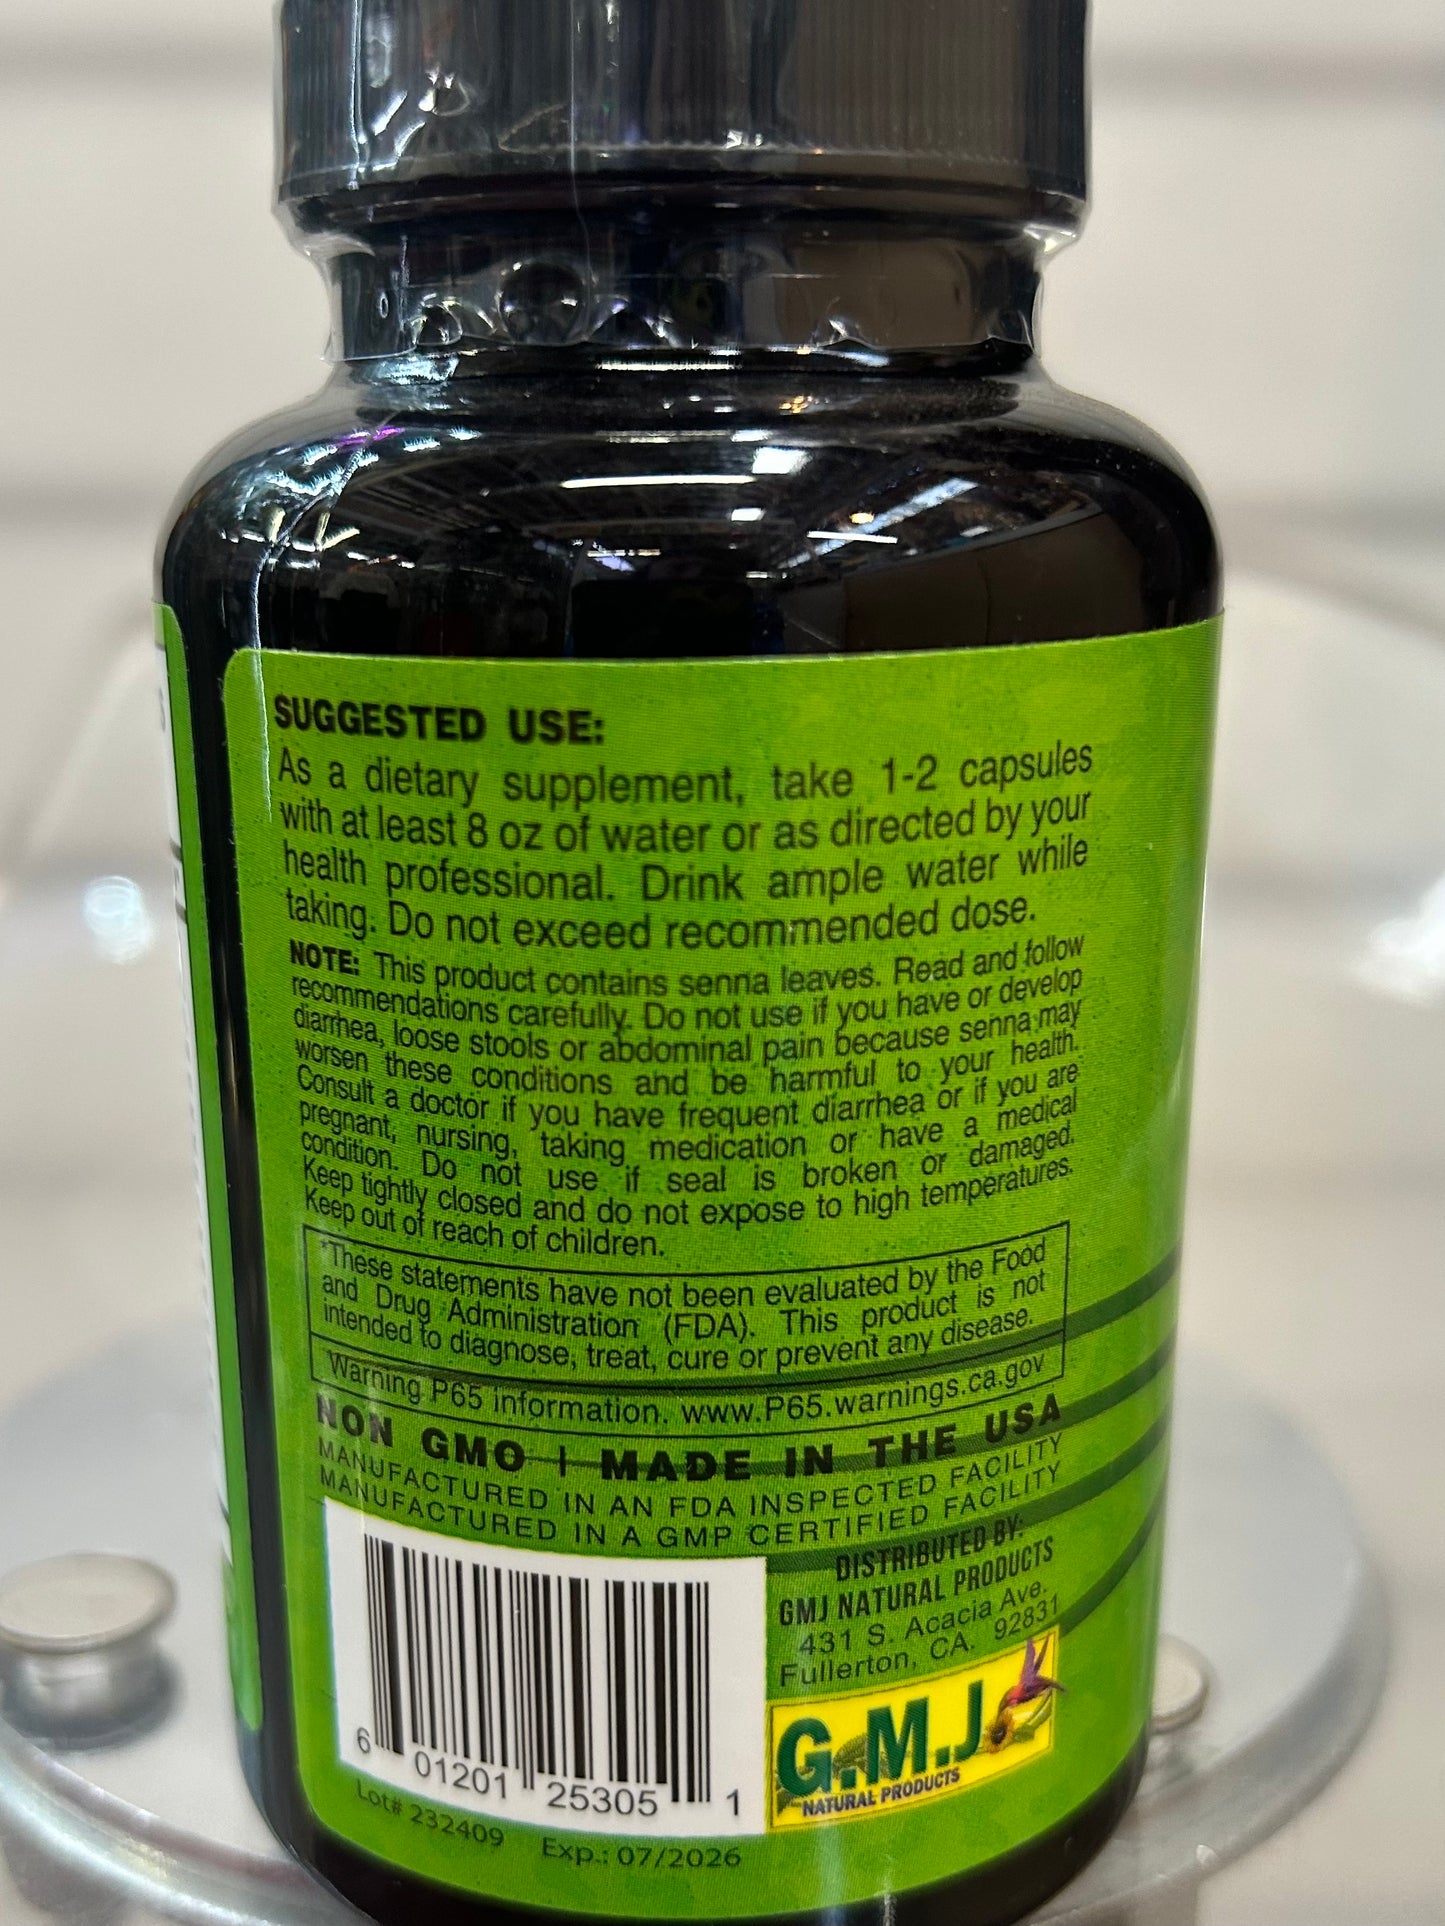 SUGGESTED USE:
As a dietary supplement, take 1-2 capsules
with at least 8 oz of water or as directed by your
health professional. Drink ample water while
taking. Do not exceed recommended dose.
NOTE: This product contains senna leaves. Read and follow
recommendations carefully. Do not use if you have or develop
diarrhea, loose stools or abdominal pain because senna may
worsen these conditions and be harmful to your health.
Consult a doctor if you have frequent diarrhea or if you are
pregnant, nursing, taking medication or have a medical
condition. Do not use if seal is broken or damaged.
Keep tightly closed and do not expose to high temperatures.
Keep out of reach of children.
*These statements have not been evaluated by the Food
and Drug Administration (FDA). This product is not
intended to diagnose, treat, cure or prevent any disease.
Warning P65 information. www.P65.warnings.ca.gov
NON GMO | MADE IN THE USA
MANUFACTURED IN AN FDA INSPECTED FACILITY
MANUFACTURED IN A GMP CERTIFIED FACILITY
DISTRIBUTED BY:
GMJ NATURAL PRODUCTS
431 S. Acacia Ave.
Fullerton, CA. 92831
G.M.J
NATURAL PRODUCTS
6 01201 25305 1
Lot# 232409 Exp.: 07/2026